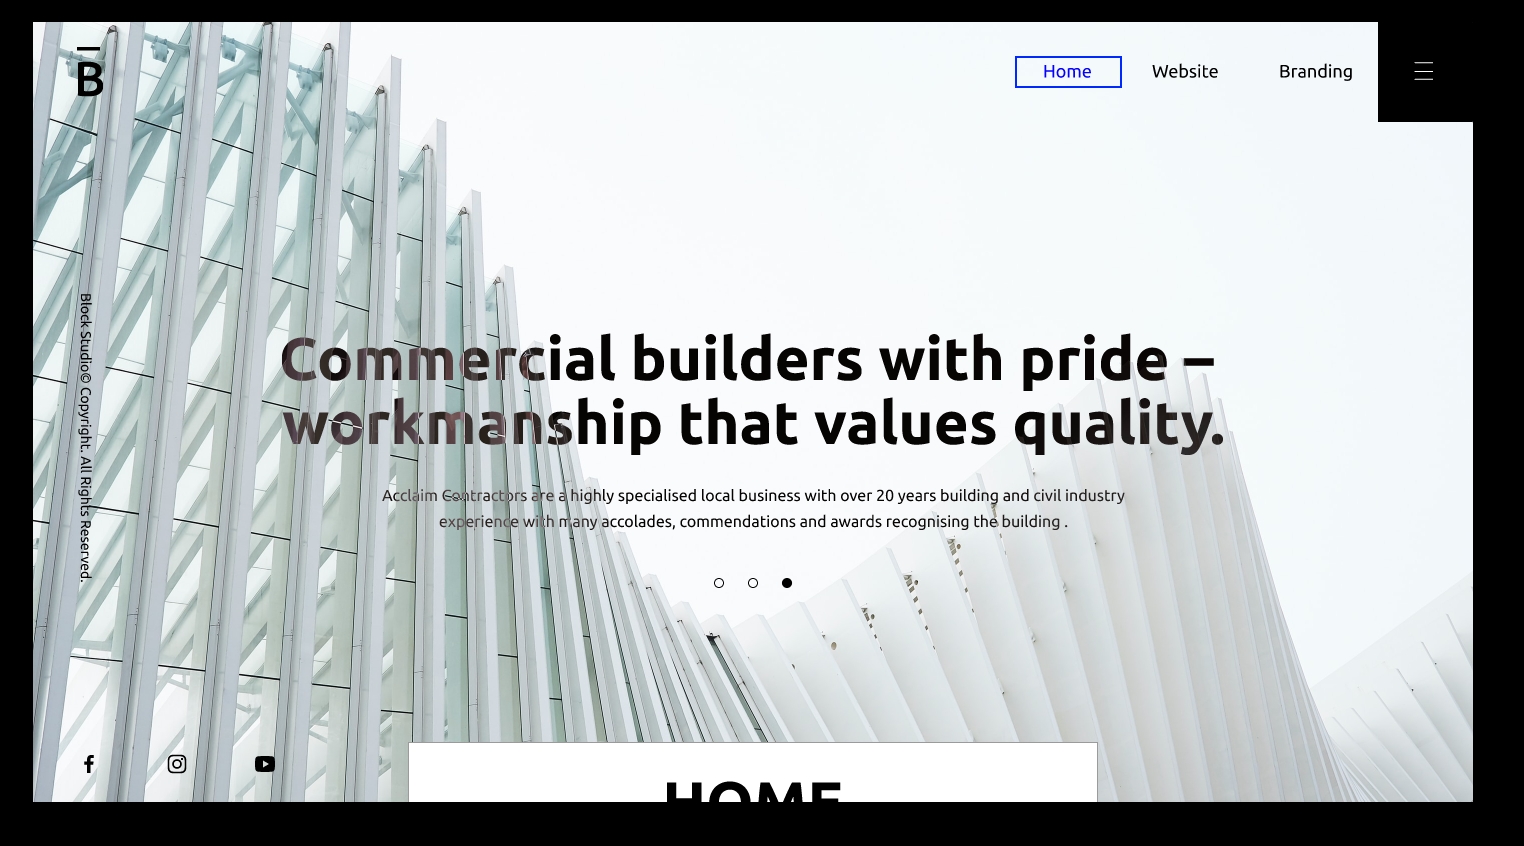 B
Home
Website
Branding
Block Studio© Copyright. All Rights Reserved.
Commercial builders with pride –
workmanship that values quality.
Acclaim Contractors are a highly specialised local business with over 20 years building and civil industry
experience with many accolades, commendations and awards recognising the building .
HOME